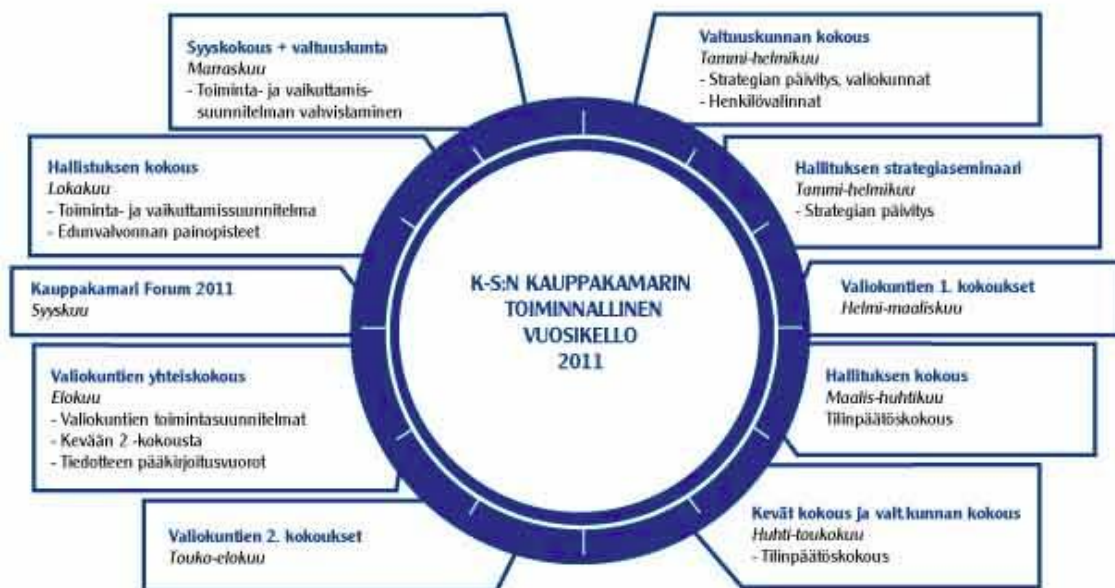 Syyskokous + valtuuskunta
Marraskuu
- Toiminta- ja vaikuttamis-
suunnitelman vahvistaminen
Valtuuskunnan kokous
Tammi-helmikuu
- Strategian päivitys, valiokunnat
- Henkilövalinnat
Hallistuksen kokous
Lokakuu
- Toiminta- ja vaikuttamissuunnitelma
- Edunvalvonnan painopisteet
Hallituksen strategiaseminaari
Tammi-helmikuu
- Strategian päivitys
Kauppakamari Forum 2011
Syyskuu
K-S:N KAUPPAKAMARIN
TOIMINNALLINEN
VUOSIKELLO
2011
Valiokuntien 1. kokoukset
Helmi-maaliskuu
Valiokuntien yhteiskokous
Elokuu
- Valiokuntien toimintasuunnitelmat
- Kevään 2 -kokousta
- Tiedotteen pääkirjoitusvuorot
Hallituksen kokous
Maalis-huhtikuu
Tilinpäätöskokous
Valiokuntien 2. kokoukset
Touko-elokuu
Kevät kokous ja valt.kunnan kokous
Huhti-toukokuu
- Tilinpäätöskokous